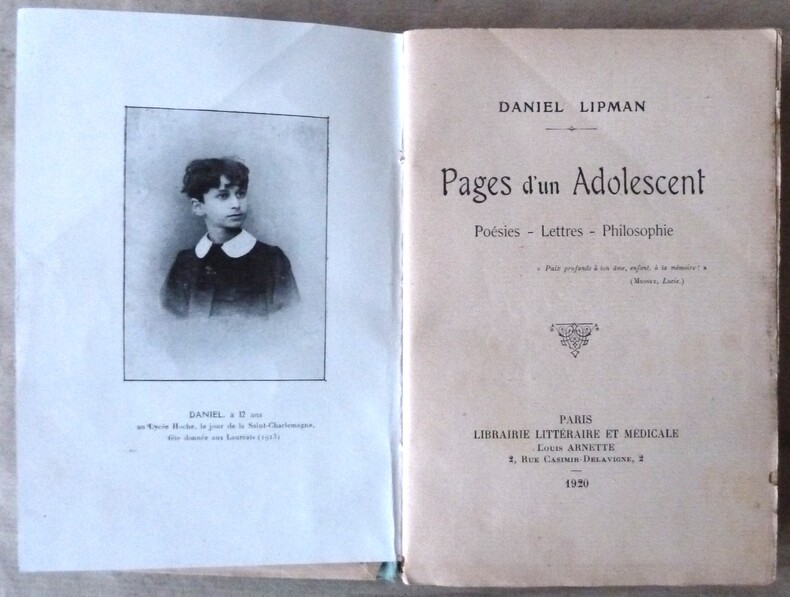 DANIEL, à 12 ans
au Lycée Hoche, le jour de la Saint-Charlemagne,
fête donnée aux Laureats (1913)
DANIEL LIPMAN
Pages d'un Adolescent
Poésies - Lettres - Philosophie
« Paix profonde à ton âme, enfant, à ta mémoire ! »
(MUSSET, Lucie.)
PARIS
LIBRAIRIE LITTÉRAIRE ET MÉDICALE
LOUIS ARNETTE
2, RUE CASIMIR-DELAVIGNE, 2
1920